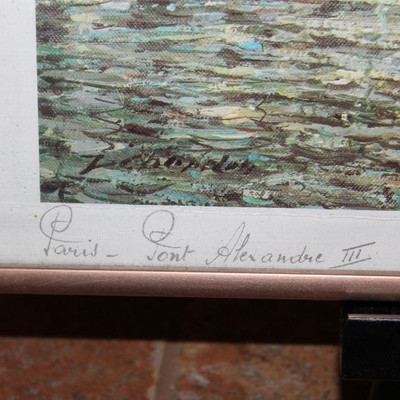 Paris - Pont Alexandre III